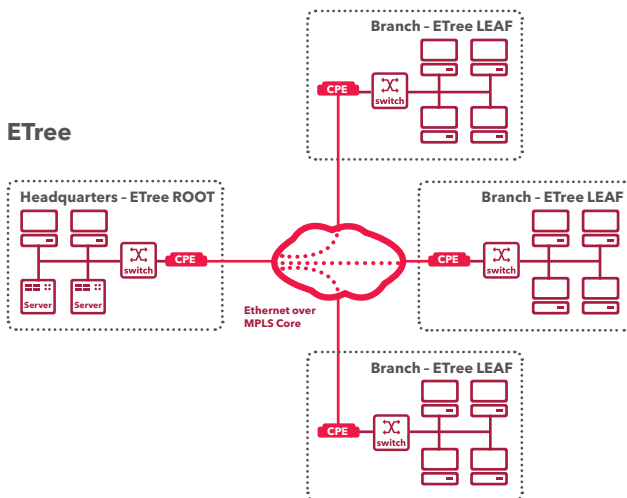 Branch – ETree LEAF
CPE
switch
ETree
Headquarters – ETree ROOT
switch
CPE
Server
Server
Ethernet over
MPLS Core
Branch – ETree LEAF
CPE
switch
Branch – ETree LEAF
CPE
switch